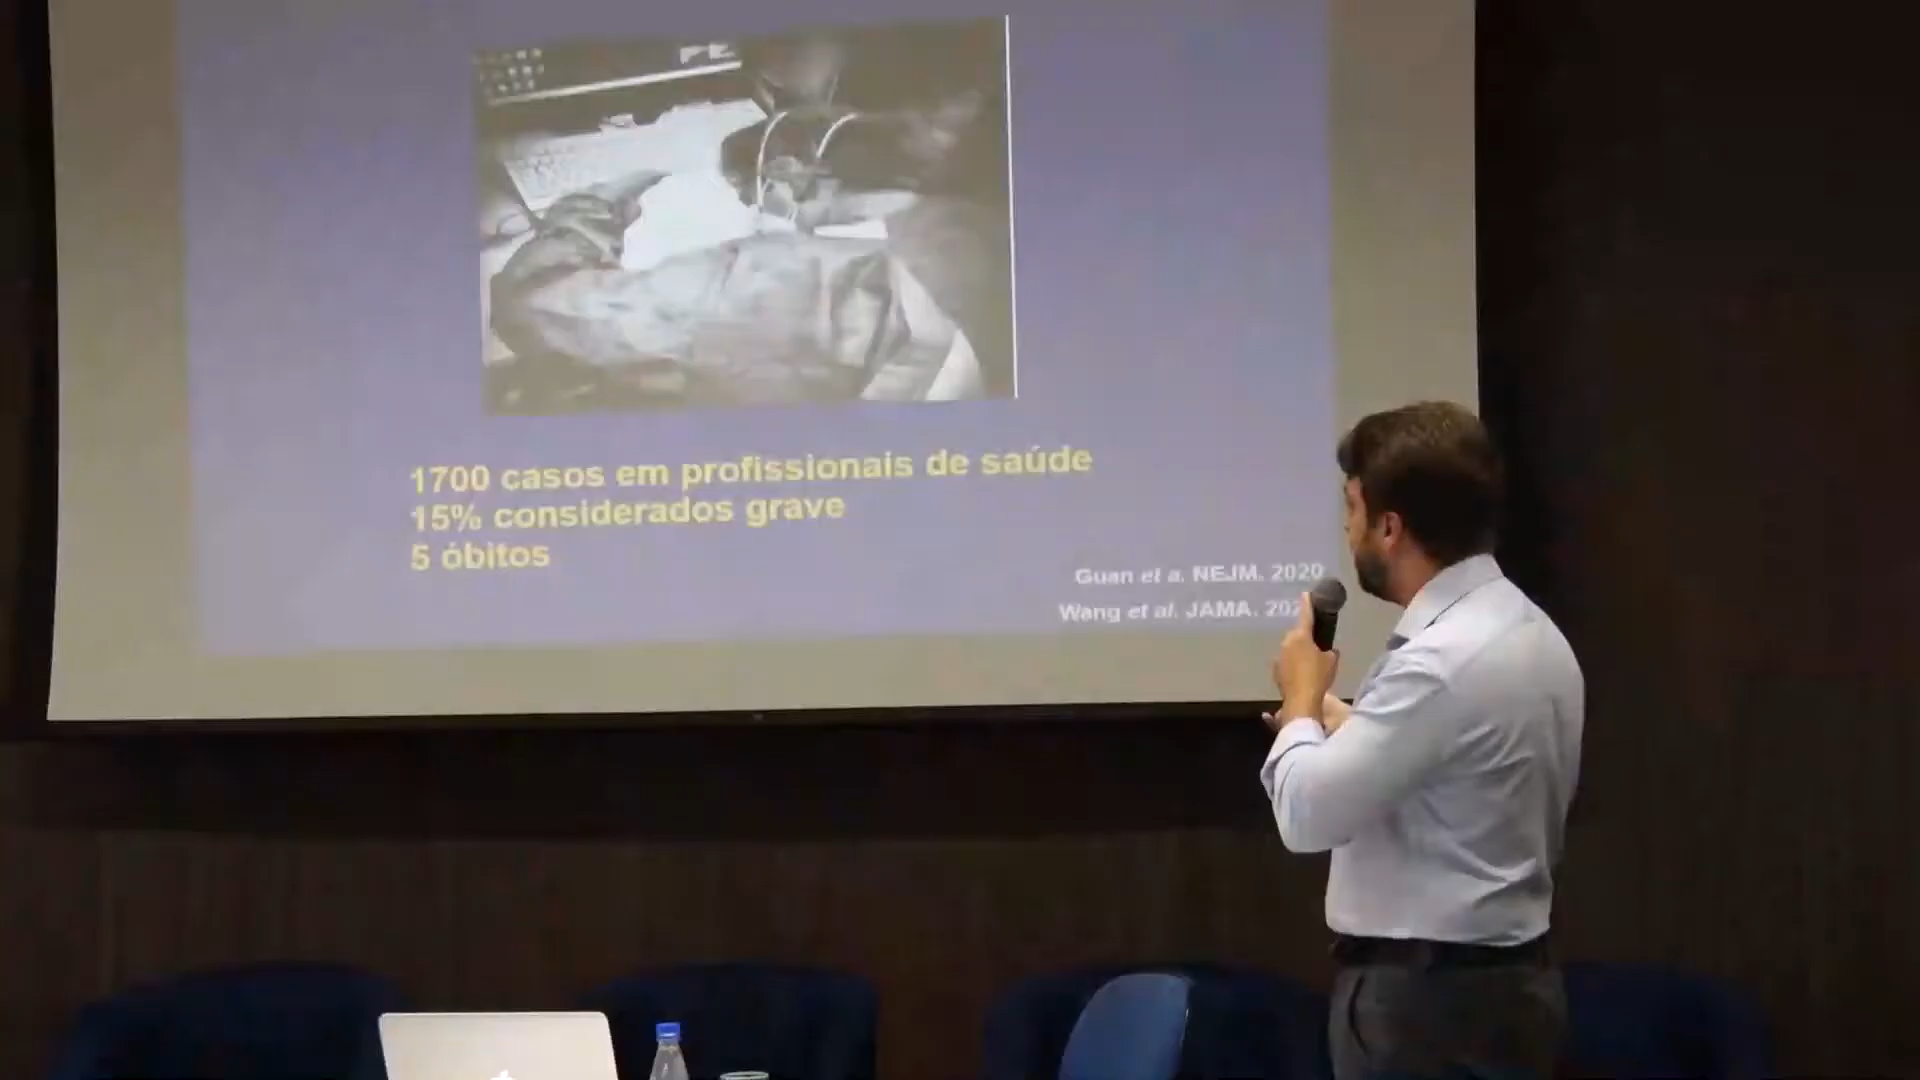 1700 casos em profissionais de saúde
15% considerados grave
5 óbitos
Guan et a. NEJM. 2020
Wang et al. JAMA.